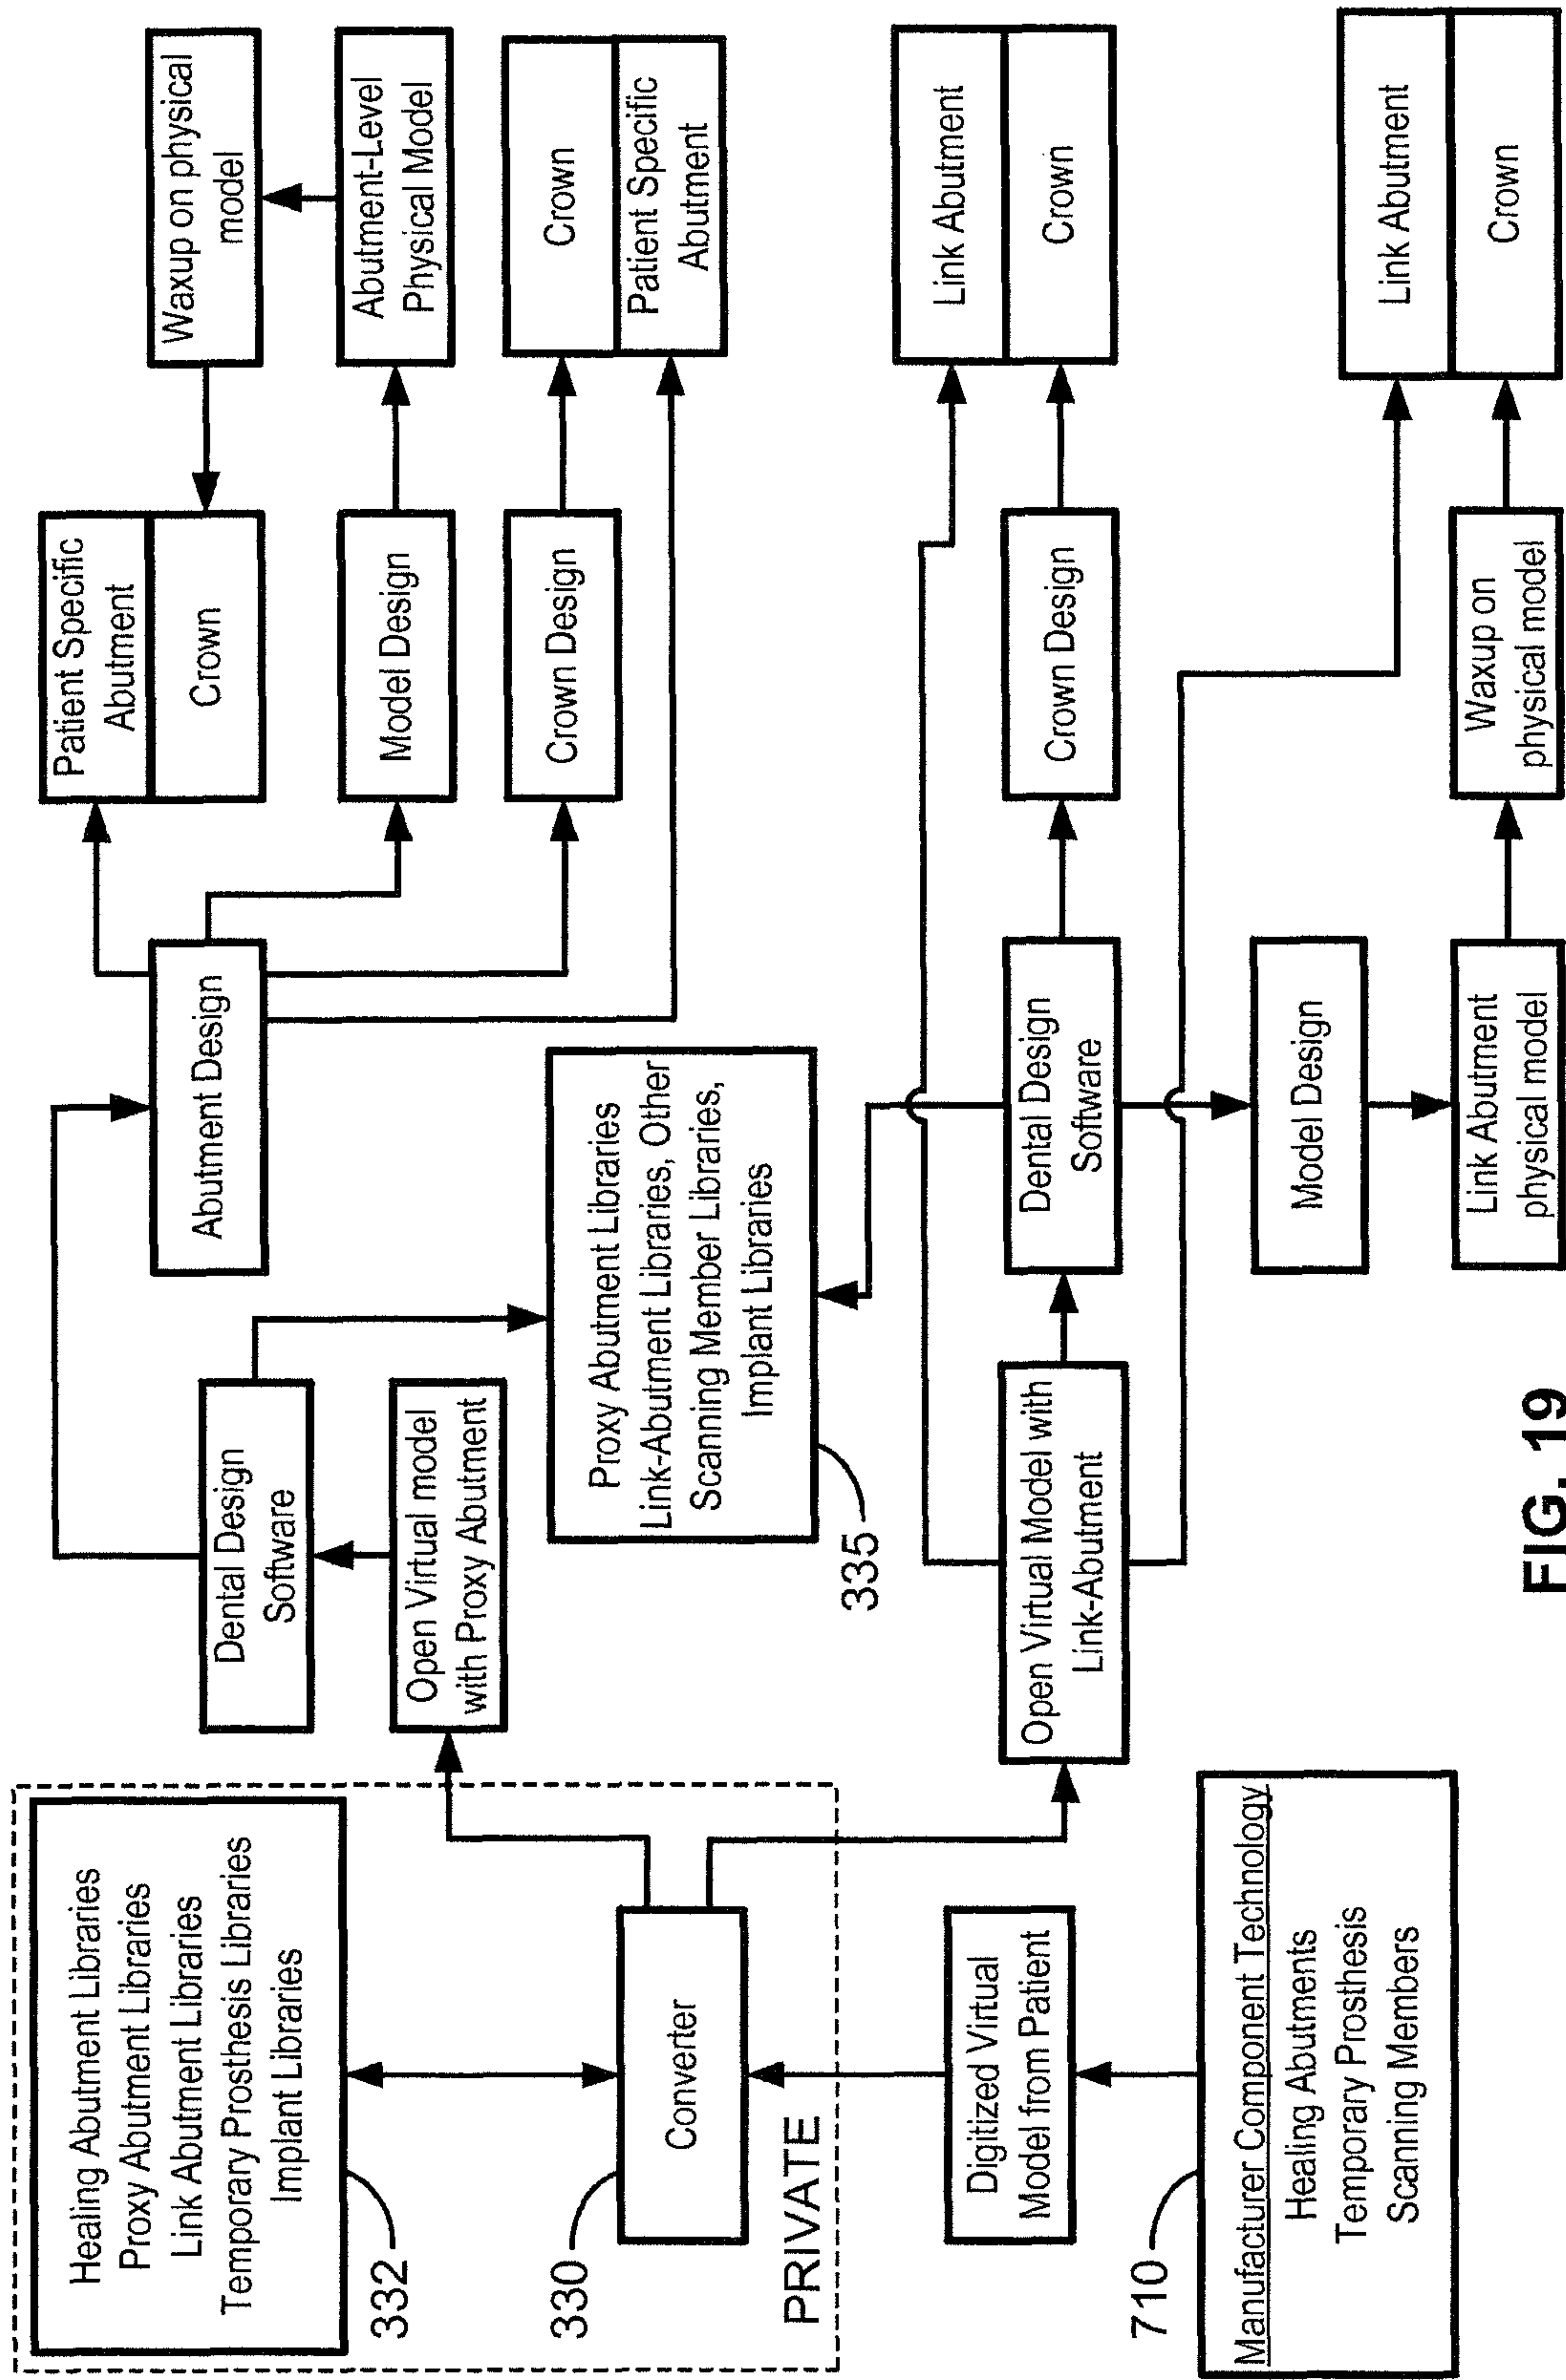 Healing Abutment Libraries
Proxy Abutment Libraries
Link Abutment Libraries
Temporary Prosthesis Libraries
Implant Libraries
332
Converter
330
PRIVATE
Digitized Virtual
Model from Patient
710
Manufacturer Component Technology
Healing Abutments
Temporary Prosthesis
Scanning Members
Dental Design
Software
Open Virtual model
with Proxy Abutment
Proxy Abutment Libraries
Link-Abutment Libraries, Other
Scanning Member Libraries,
Implant Libraries
335
Open Virtual Model with
Link-Abutment
Abutment Design
Dental Design
Software
Model Design
Link Abutment
physical model
Patient Specific
Abutment
Crown
Model Design
Crown Design
Crown Design
Waxup on
physical model
Waxup on physical
model
Abutment-Level
Physical Model
Crown
Patient Specific
Abutment
Link Abutment
Crown
Link Abutment
Crown
FIG. 19